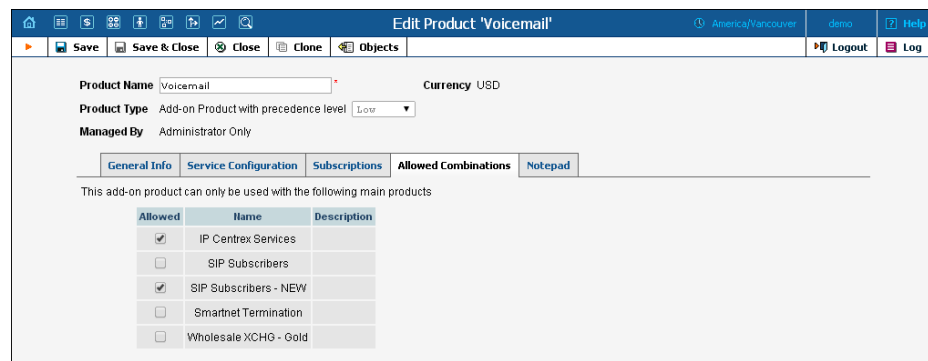 Edit Product 'Voicemail' America/Vancouver demo ? Help
Save Save & Close Close Clone Objects Logout Log
Product Name Voicemail * Currency USD
Product Type Add-on Product with precedence level Low
Managed By Administrator Only
General Info Service Configuration Subscriptions Allowed Combinations Notepad
This add-on product can only be used with the following main products
Allowed Name Description
IP Centrex Services
SIP Subscribers
SIP Subscribers - NEW
Smartnet Termination
Wholesale XCHG - Gold